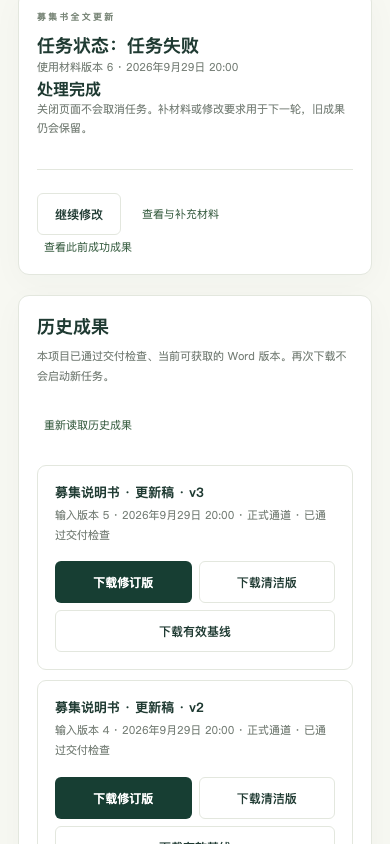 募集书全文更新
任务状态：任务失败
使用材料版本 6 · 2026年9月29日 20:00
处理完成
关闭页面不会取消任务。补材料或修改要求用于下一轮，旧成果
仍会保留。
继续修改
查看与补充材料
查看此前成功成果
历史成果
本项目已通过交付检查、当前可获取的 Word 版本。再次下载不
会启动新任务。
重新读取历史成果
募集说明书 · 更新稿 · v3
输入版本 5 · 2026年9月29日 20:00 · 正式通道 · 已通
过交付检查
下载修订版
下载清洁版
下载有效基线
募集说明书 · 更新稿 · v2
输入版本 4 · 2026年9月29日 20:00 · 正式通道 · 已通
过交付检查
下载修订版
下载清洁版